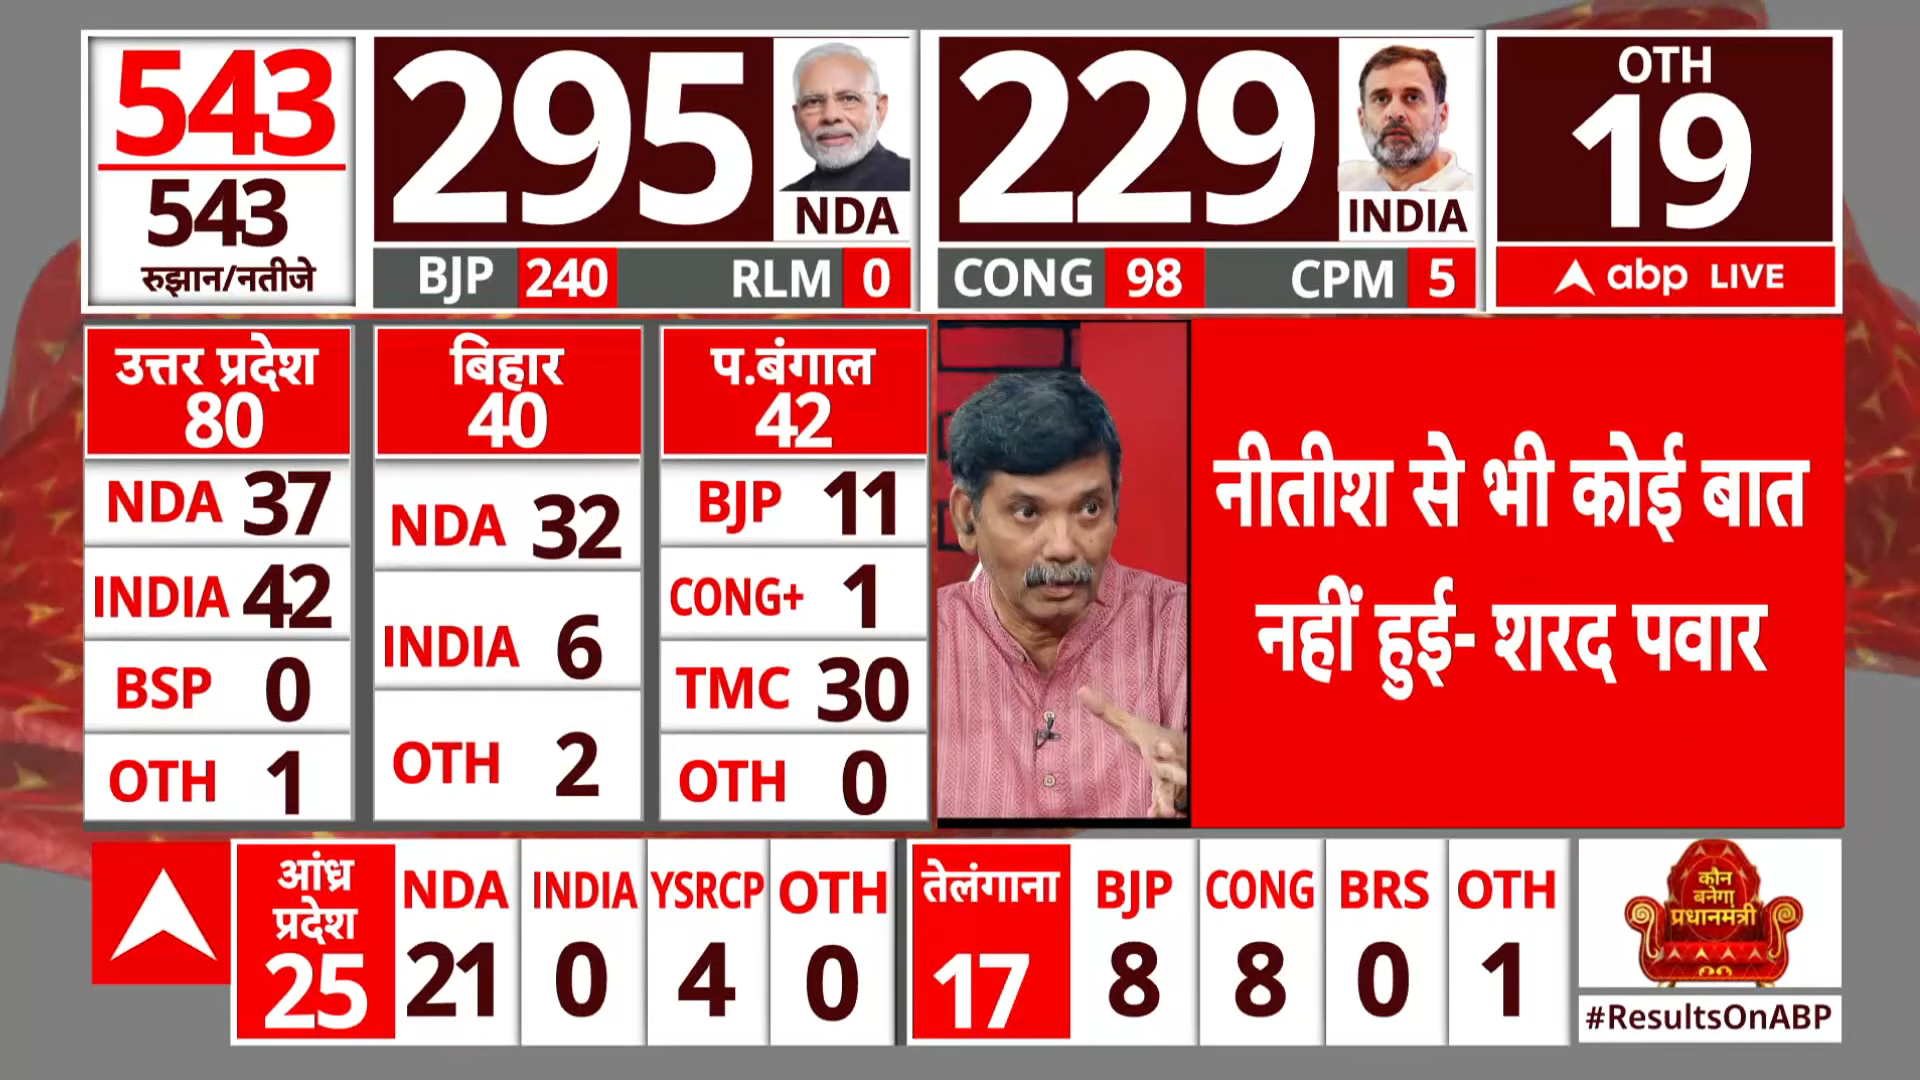 543
543
रुझान/नतीजे
295
NDA
BJP 240 RLM 0
229
INDIA
CONG 98 CPM 5
OTH
19
abp LIVE
उत्तर प्रदेश
80
NDA 37
INDIA 42
BSP 0
OTH 1
बिहार
40
NDA 32
INDIA 6
OTH 2
प.बंगाल
42
BJP 11
CONG+ 1
TMC 30
OTH 0
नीतीश से भी कोई बात
नहीं हुई- शरद पवार
आंध्र
प्रदेश
25
NDA INDIA YSRCP OTH
21 0 4 0
तेलंगाना
17
BJP CONG BRS OTH
8 8 0 1
कौन
बनेगा
प्रधानमंत्री
#ResultsOnABP